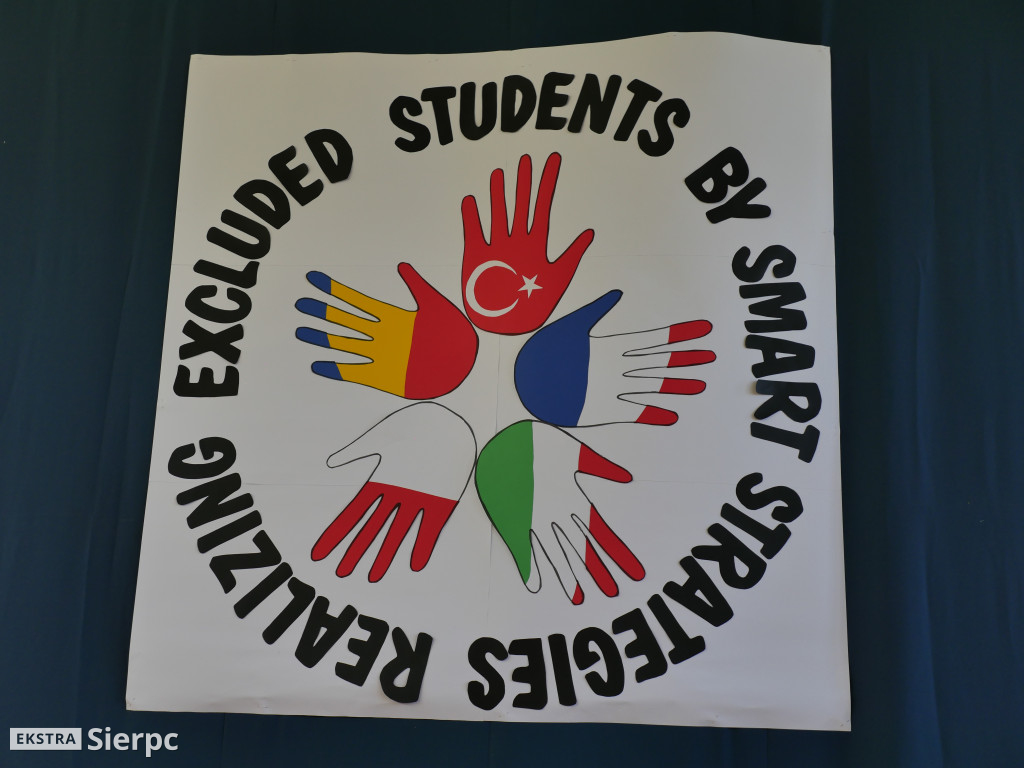 REALIZING EXCLUDED STUDENTS BY SMART STRATEGIES
EKSTRA Sierpc